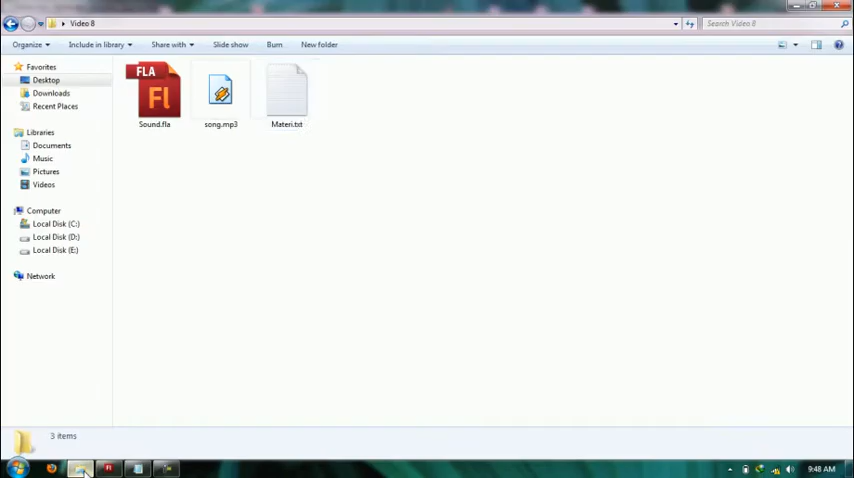 Video 8
Search Video 8
Organize
Include in library
Share with
Slide show
Burn
New folder
Favorites
Desktop
Downloads
Recent Places
Libraries
Documents
Music
Pictures
Videos
Computer
Local Disk (C:)
Local Disk (D:)
Local Disk (E:)
Network
FLA
Fl
Sound.fla
song.mp3
Materi.txt
3 items
Fl
9:48 AM